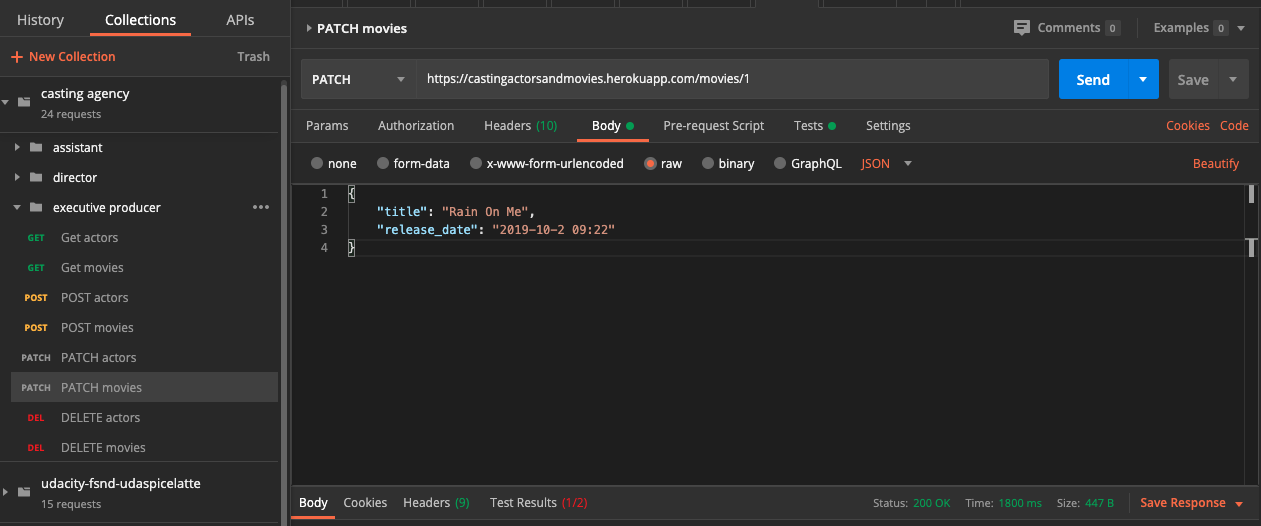 History Collections APIs
+ New Collection Trash
casting agency
24 requests
assistant
director
executive producer •••
GET Get actors
GET Get movies
POST POST actors
POST POST movies
PATCH PATCH actors
PATCH PATCH movies
DEL DELETE actors
DEL DELETE movies
udacity-fsnd-udaspicelatte
15 requests
PATCH movies Comments 0 Examples 0
PATCH https://castingactorsandmovies.herokuapp.com/movies/1 Send Save
Params Authorization Headers (10) Body Pre-request Script Tests Settings Cookies Code
none form-data x-www-form-urlencoded raw binary GraphQL JSON Beautify
1 {
2 "title": "Rain On Me",
3 "release_date": "2019-10-2 09:22"
4 }
Body Cookies Headers (9) Test Results (1/2) Status: 200 OK Time: 1800 ms Size: 447 B Save Response